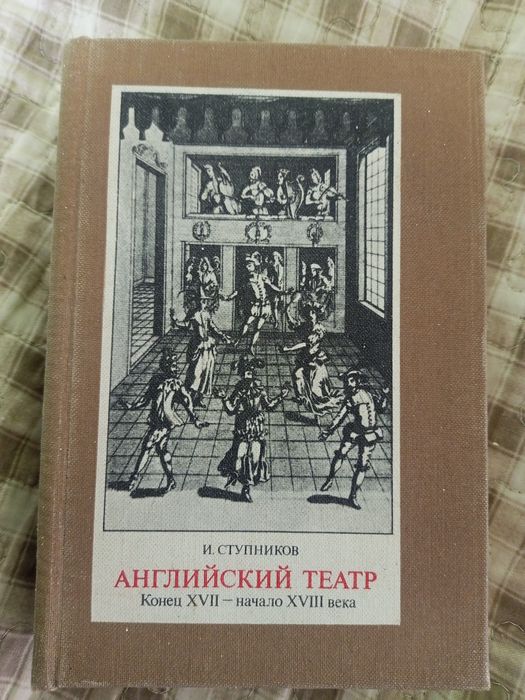 И. СТУПНИКОВ
АНГЛИЙСКИЙ ТЕАТР
Конец XVII — начало XVIII века